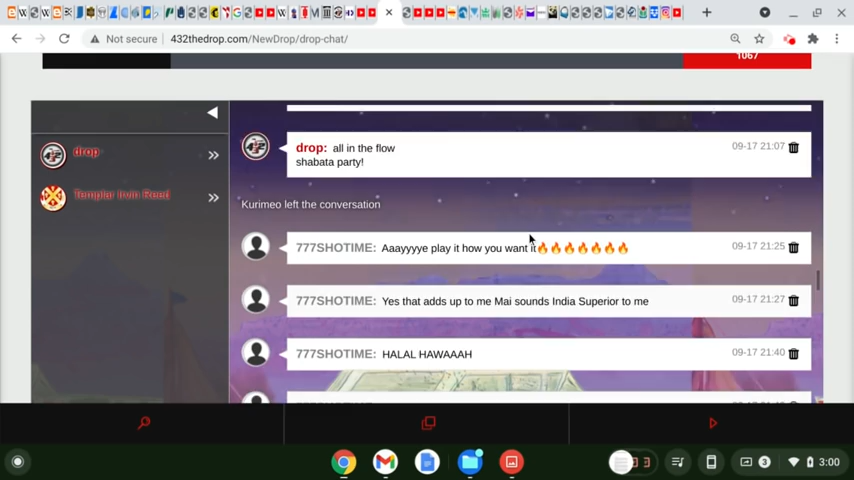 Not secure
432thedrop.com/NewDrop/drop-chat/
1067
drop
Templar Irvin Reed
drop: all in the flow
shabata party!
09-17 21:07
Kurimeo left the conversation
777SHOTIME: Aaayyyye play it how you want it🔥🔥🔥🔥🔥🔥🔥
09-17 21:25
777SHOTIME: Yes that adds up to me Mai sounds India Superior to me
09-17 21:27
777SHOTIME: HALAL HAWAAAH
09-17 21:40
3
3:00